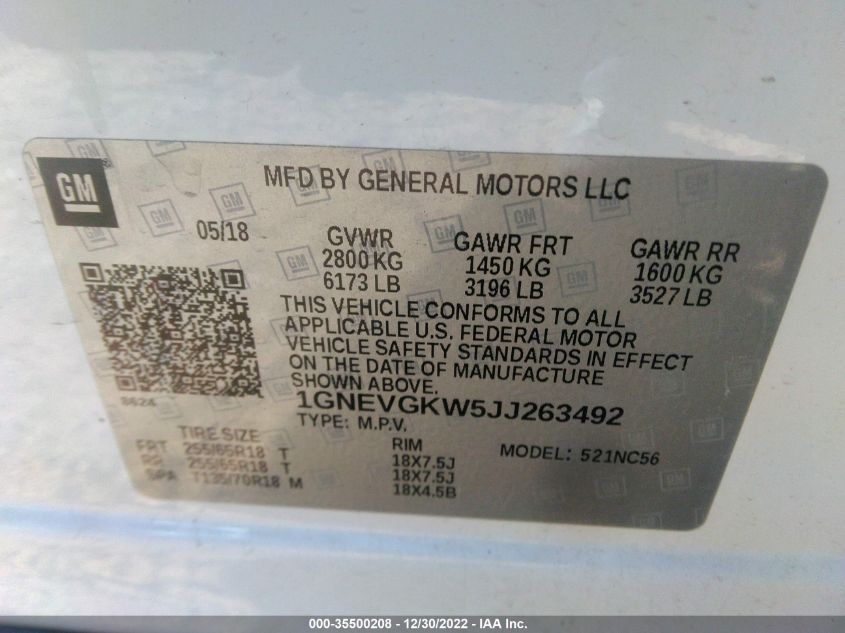 GM
MFD BY GENERAL MOTORS LLC
05/18
GVWR
2800 KG
6173 LB
GAWR FRT
1450 KG
3196 LB
GAWR RR
1600 KG
3527 LB
THIS VEHICLE CONFORMS TO ALL
APPLICABLE U.S. FEDERAL MOTOR
VEHICLE SAFETY STANDARDS IN EFFECT
ON THE DATE OF MANUFACTURE
SHOWN ABOVE.
8624
1GNEVGKW5JJ263492
TYPE: M.P.V.
MODEL: 521NC56
TIRE SIZE
RIM
FRT 255/65R18 T 18X7.5J
RR 255/65R18 T 18X7.5J
SPA T135/70R18 M 18X4.5B
000-35500208 - 12/30/2022 - IAA Inc.